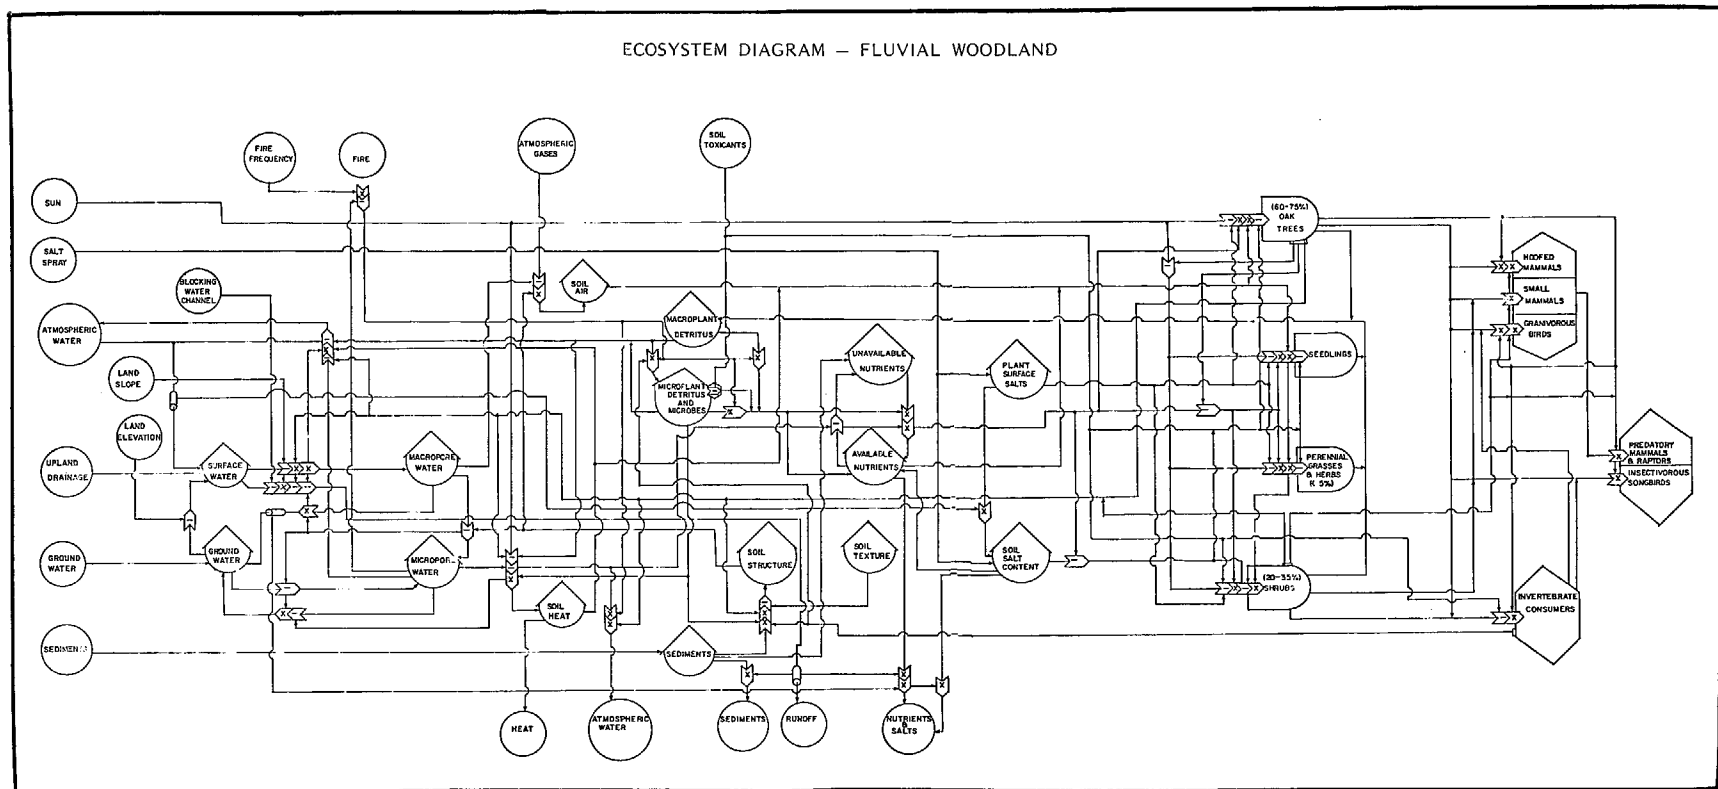 ECOSYSTEM DIAGRAM — FLUVIAL WOODLAND
FIRE
FREQUENCY
FIRE
ATMOSPHERIC
GASES
SOIL
TOXICANTS
SUN
SALT
SPRAY
BLOCKING
WATER
CHANNEL
ATMOSPHERIC
WATER
LAND
SLOPE
LAND
ELEVATION
UPLAND
DRAINAGE
GROUND
WATER
SEDIMENTS
SURFACE
WATER
GROUND
WATER
MACROPORE
WATER
MICROPORE
WATER
SOIL
AIR
MACROPLANT
DETRITUS
MICROPLANT
DETRITUS
AND
MICROBES
UNAVAILABLE
NUTRIENTS
AVAILABLE
NUTRIENTS
PLANT
SURFACE
SALTS
SOIL
STRUCTURE
SOIL
TEXTURE
SOIL
SALT
CONTENT
SOIL
HEAT
SEDIMENTS
HEAT
ATMOSPHERIC
WATER
SEDIMENTS
RUNOFF
NUTRIENTS
&
SALTS
(60-75%)
OAK
TREES
SEEDLINGS
PERENNIAL
GRASSES
& HERBS
(< 5%)
(20-35%)
SHRUBS
HOOFED
MAMMALS
SMALL
MAMMALS
GRANIVOROUS
BIRDS
PREDATORY
MAMMALS
& RAPTORS
INSECTIVOROUS
SONGBIRDS
INVERTEBRATE
CONSUMERS